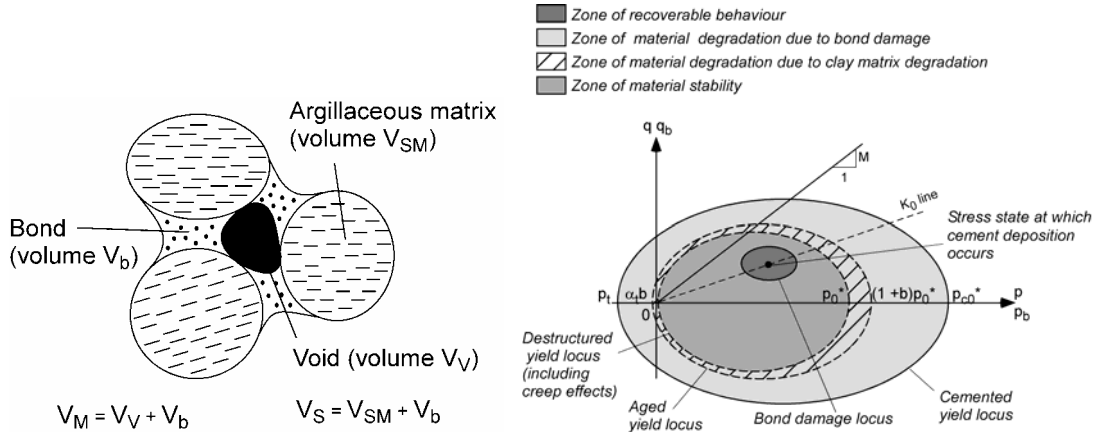 Argillaceous matrix
(volume V_SM)
Bond
(volume V_b)
Void (volume V_V)
V_M = V_V + V_b
V_S = V_SM + V_b
Zone of recoverable behaviour
Zone of material degradation due to bond damage
Zone of material degradation due to clay matrix degradation
Zone of material stability
q q_b
M
1
K_0 line
Stress state at which
cement deposition
occurs
p_t
α_t b
p_0*
(1 +b)p_0*
p_c0*
p
0
p_b
Destructured
yield locus
(including
creep effects)
Aged
yield locus
Bond damage locus
Cemented
yield locus